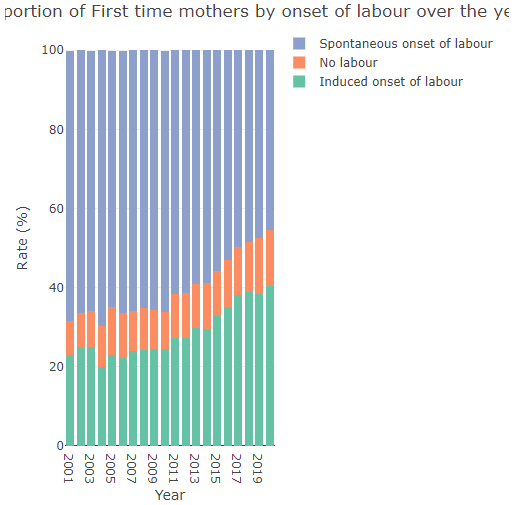 portion of First time mothers by onset of labour over the ye
Spontaneous onset of labour
No labour
Induced onset of labour
100
80
60
40
20
0
Rate (%)
2001
2003
2005
2007
2009
2011
2013
2015
2017
2019
Year